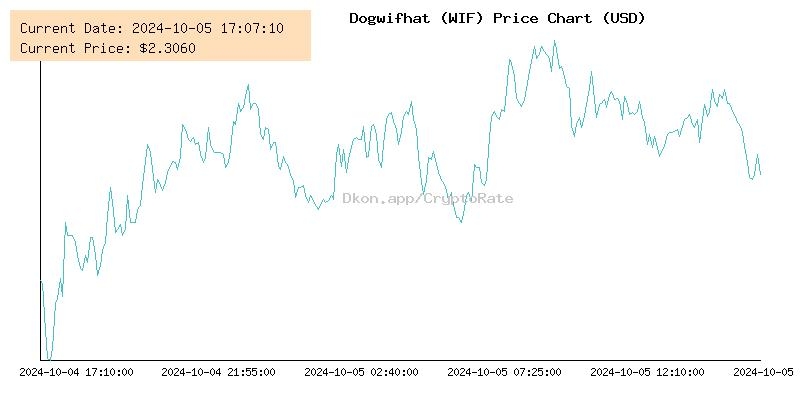 Dogwifhat (WIF) Price Chart (USD)
Current Date: 2024-10-05 17:07:10
Current Price: $2.3060
Dkon.app/CryptoRate
2024-10-04 17:10:00 2024-10-04 21:55:00 2024-10-05 02:40:00 2024-10-05 07:25:00 2024-10-05 12:10:00 2024-10-05